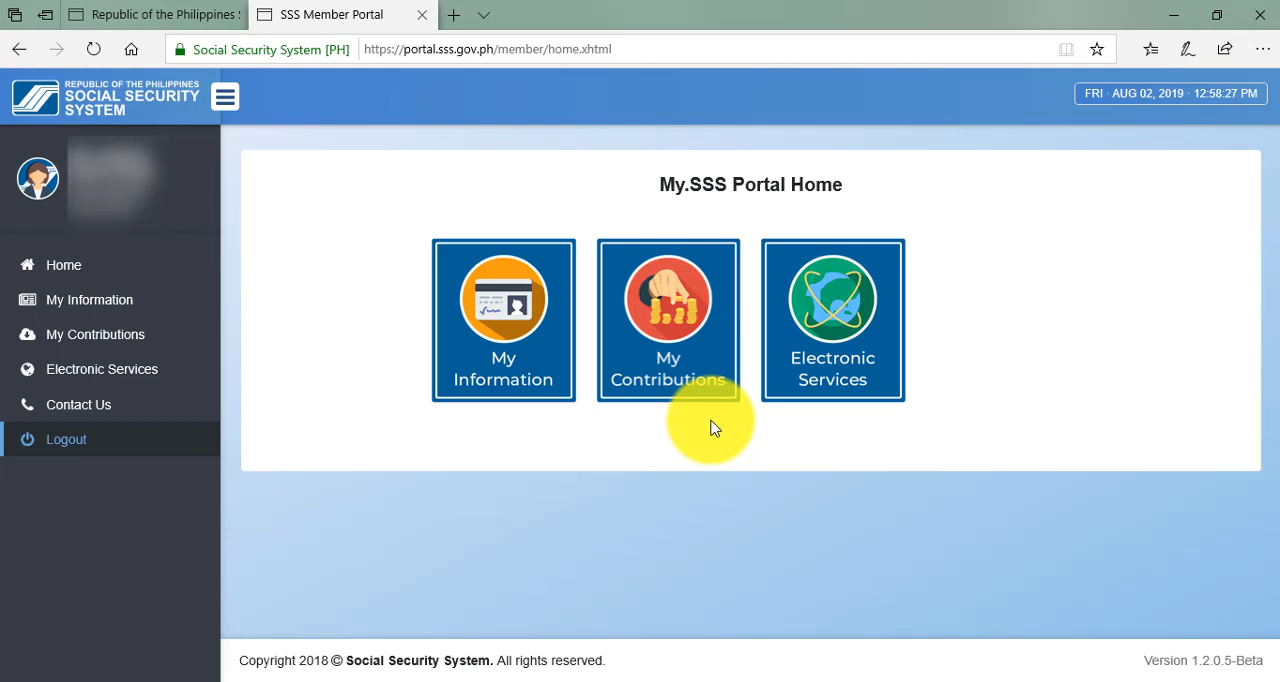 Republic of the Philippines S
SSS Member Portal
Social Security System [PH]
https://portal.sss.gov.ph/member/home.xhtml
REPUBLIC OF THE PHILIPPINES
SOCIAL SECURITY
SYSTEM
FRI · AUG 02, 2019 · 12:58:27 PM
My.SSS Portal Home
My
Information
My
Contributions
Electronic
Services
Home
My Information
My Contributions
Electronic Services
Contact Us
Logout
Copyright 2018 © Social Security System. All rights reserved.
Version 1.2.0.5-Beta